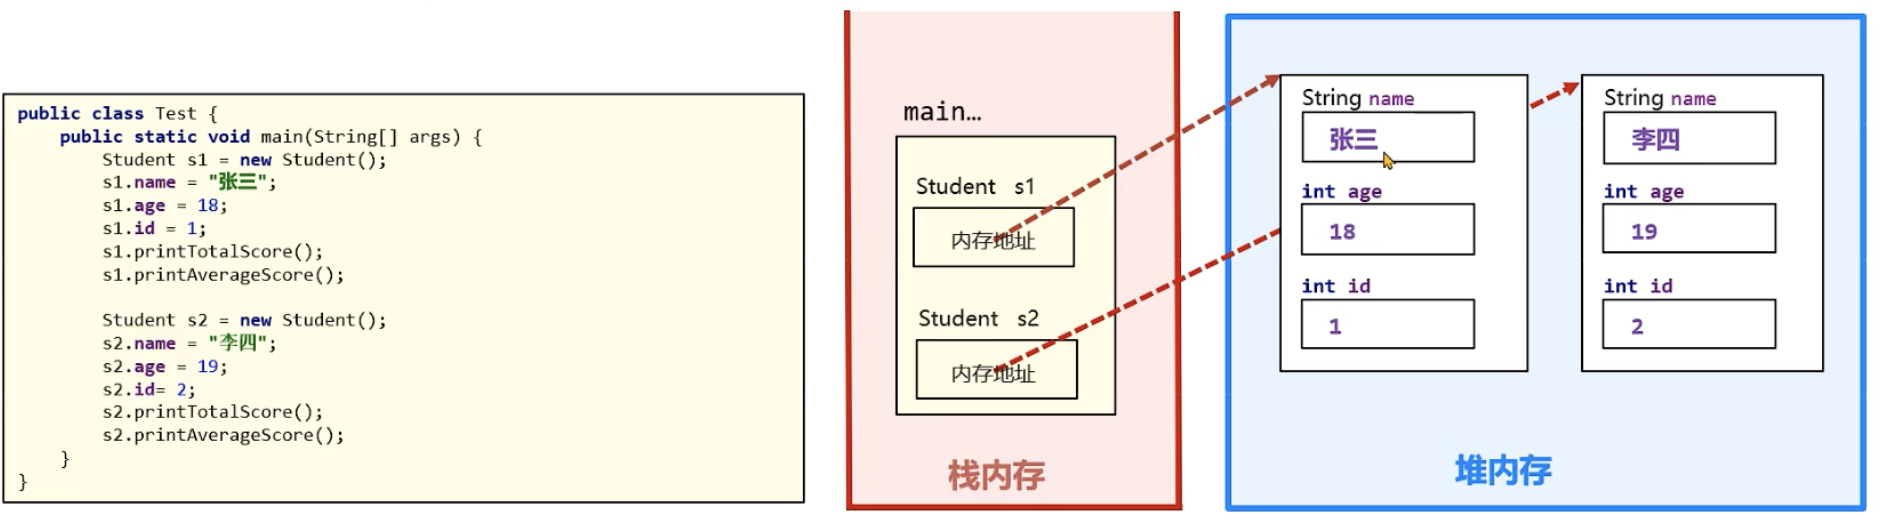 public class Test {
public static void main(String[] args) {
Student s1 = new Student();
s1.name = "张三";
s1.age = 18;
s1.id = 1;
s1.printTotalScore();
s1.printAverageScore();
Student s2 = new Student();
s2.name = "李四";
s2.age = 19;
s2.id= 2;
s2.printTotalScore();
s2.printAverageScore();
}
}
main…
Student s1
内存地址
Student s2
内存地址
栈内存
String name
张三
int age
18
int id
1
String name
李四
int age
19
int id
2
堆内存